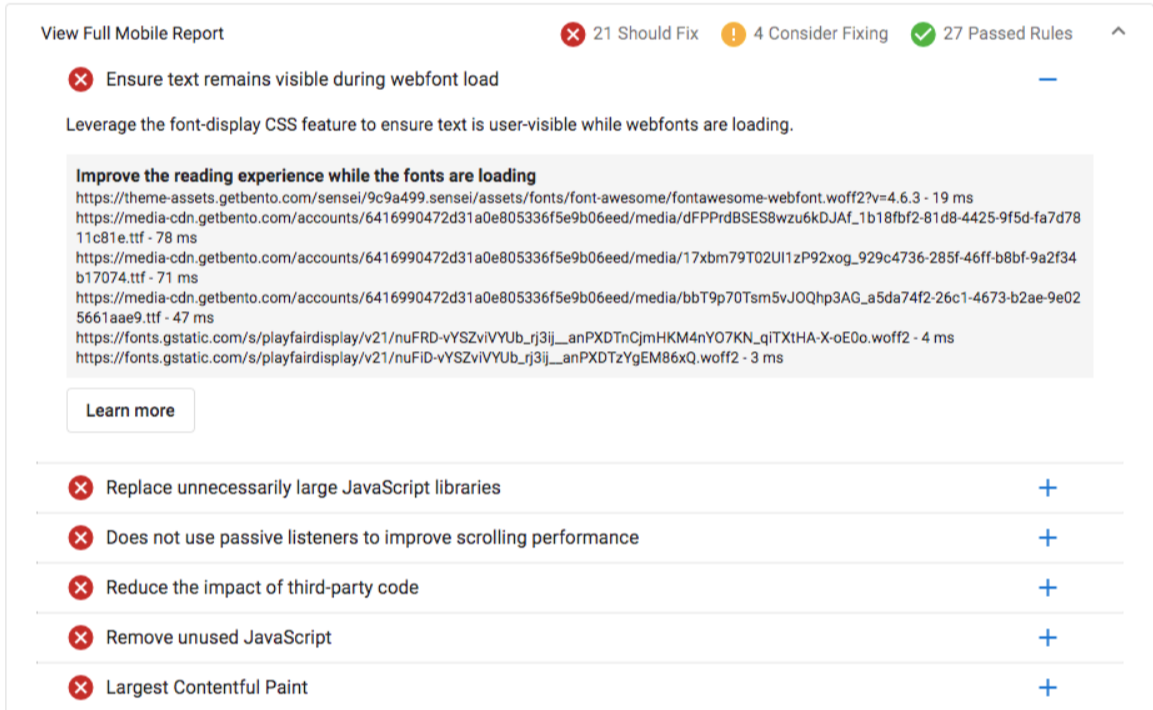 View Full Mobile Report
21 Should Fix
4 Consider Fixing
27 Passed Rules
Ensure text remains visible during webfont load
Leverage the font-display CSS feature to ensure text is user-visible while webfonts are loading.
Improve the reading experience while the fonts are loading
https://theme-assets.getbento.com/sensei/9c9a499.sensei/assets/fonts/font-awesome/fontawesome-webfont.woff2?v=4.6.3 - 19 ms
https://media-cdn.getbento.com/accounts/6416990472d31a0e805336f5e9b06eed/media/dFPPrdBSES8wzu6kDJAf_1b18fbf2-81d8-4425-9f5d-fa7d78
11c81e.ttf - 78 ms
https://media-cdn.getbento.com/accounts/6416990472d31a0e805336f5e9b06eed/media/17xbm79T02UI1zP92xog_929c4736-285f-46ff-b8bf-9a2f34
b17074.ttf - 71 ms
https://media-cdn.getbento.com/accounts/6416990472d31a0e805336f5e9b06eed/media/bbT9p70Tsm5vJOQhp3AG_a5da74f2-26c1-4673-b2ae-9e02
5661aae9.ttf - 47 ms
https://fonts.gstatic.com/s/playfairdisplay/v21/nuFRD-vYSZviVYUb_rj3ij__anPXDTnCjmHKM4nYO7KN_qiTXtHA-X-oE0o.woff2 - 4 ms
https://fonts.gstatic.com/s/playfairdisplay/v21/nuFiD-vYSZviVYUb_rj3ij__anPXDTzYgEM86xQ.woff2 - 3 ms
Learn more
Replace unnecessarily large JavaScript libraries
Does not use passive listeners to improve scrolling performance
Reduce the impact of third-party code
Remove unused JavaScript
Largest Contentful Paint